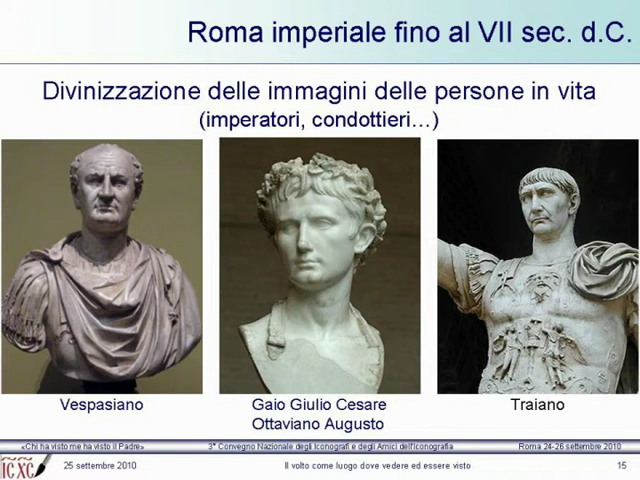 Roma imperiale fino al VII sec. d.C.
Divinizzazione delle immagini delle persone in vita
(imperatori, condottieri…)
Vespasiano
Gaio Giulio Cesare
Ottaviano Augusto
Traiano
«Chi ha visto me ha visto il Padre»
3° Convegno Nazionale degli Iconografi e degli Amici dell'Iconografia
Roma 24-26 settembre 2010
IC XC
25 settembre 2010
Il volto come luogo dove vedere ed essere visto
15